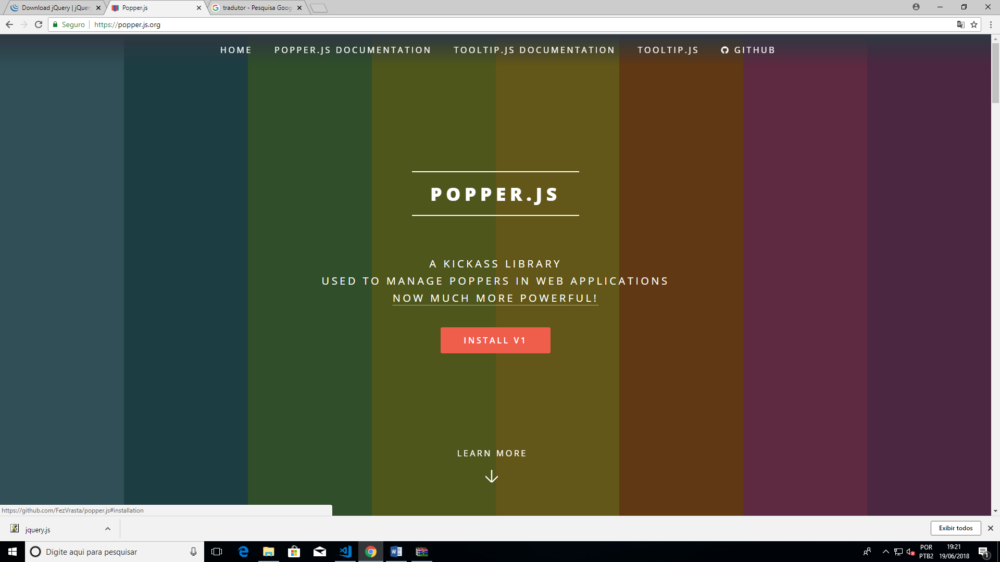 Download jQuery | jQuer
Popper.js
tradutor - Pesquisa Goog
Seguro
https://popper.js.org
HOME
POPPER.JS DOCUMENTATION
TOOLTIP.JS DOCUMENTATION
TOOLTIP.JS
GITHUB
POPPER.JS
A KICKASS LIBRARY
USED TO MANAGE POPPERS IN WEB APPLICATIONS
NOW MUCH MORE POWERFUL!
INSTALL V1
LEARN MORE
https://github.com/FezVrasta/popper.js#installation
jquery.js
Exibir todos
Digite aqui para pesquisar
POR
PTB2
19:21
19/06/2018
1